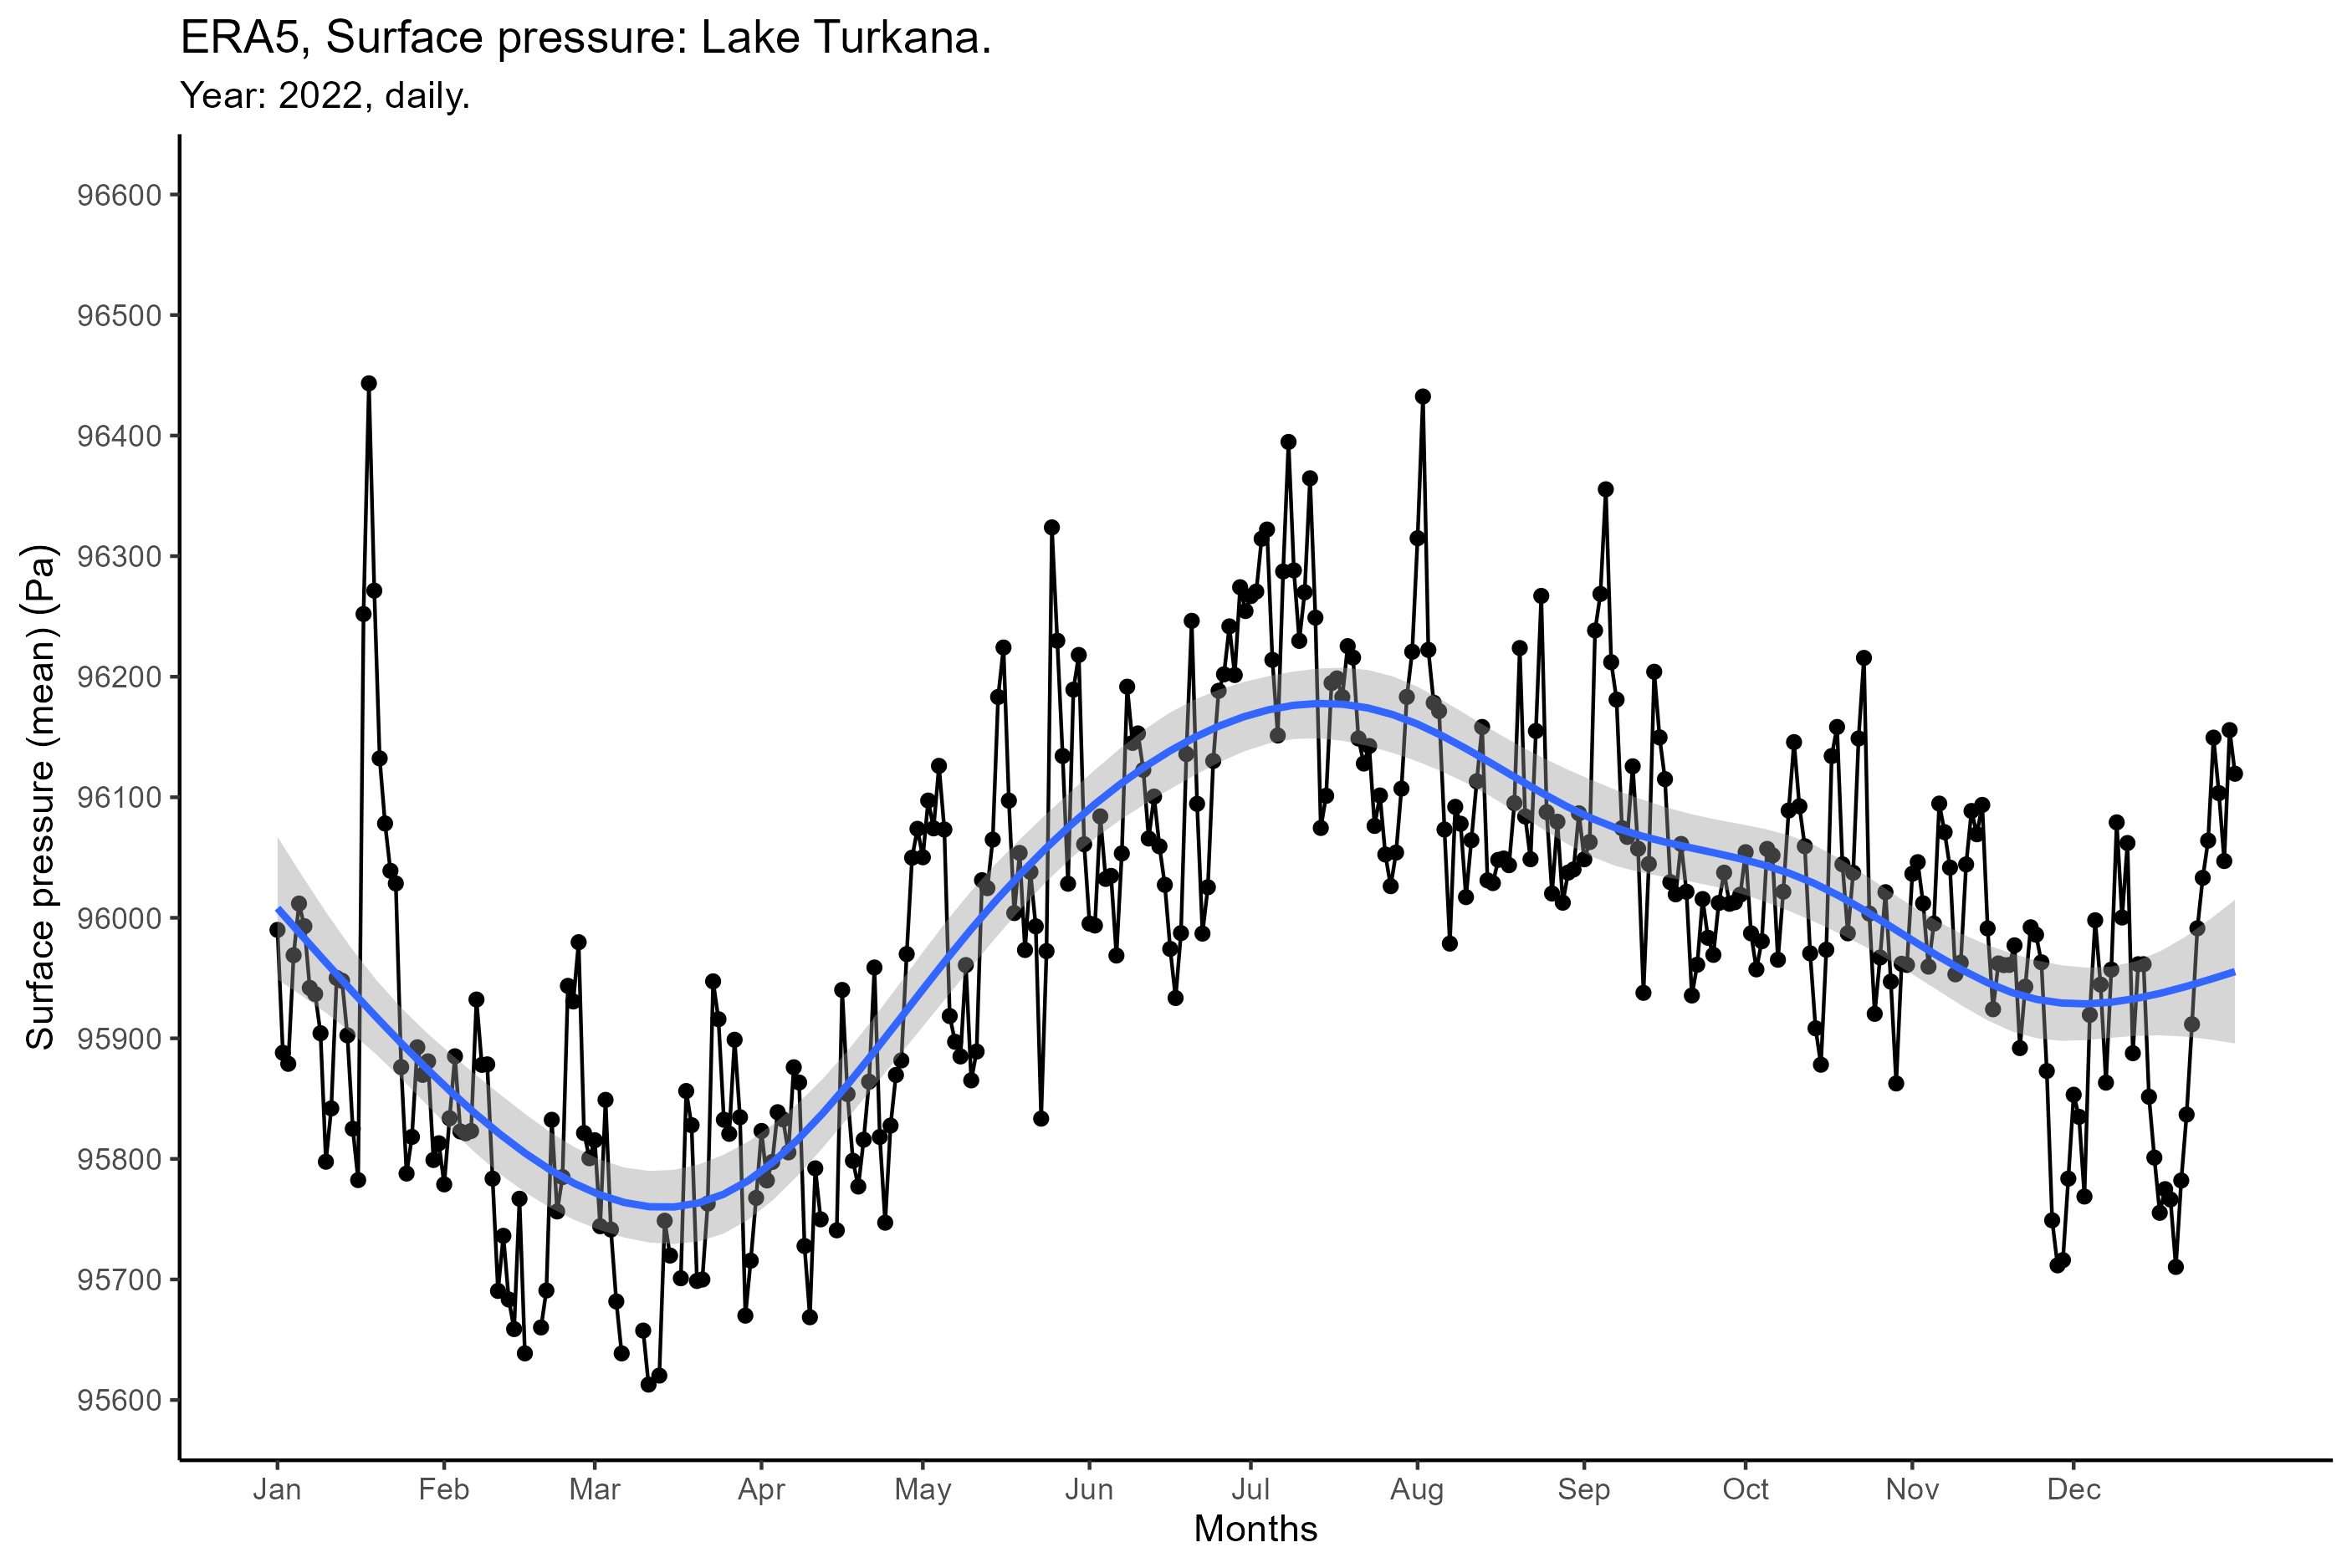 ERA5, Surface pressure: Lake Turkana.
Year: 2022, daily.
Surface pressure (mean) (Pa)
96600
96500
96400
96300
96200
96100
96000
95900
95800
95700
95600
Jan Feb Mar Apr May Jun Jul Aug Sep Oct Nov Dec
Months